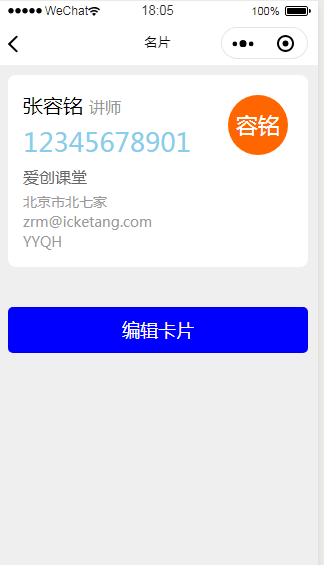 WeChat 18:05 100%
名片
张容铭 讲师
容铭
12345678901
爱创课堂
北京市北七家
zrm@icketang.com
YYQH
编辑卡片